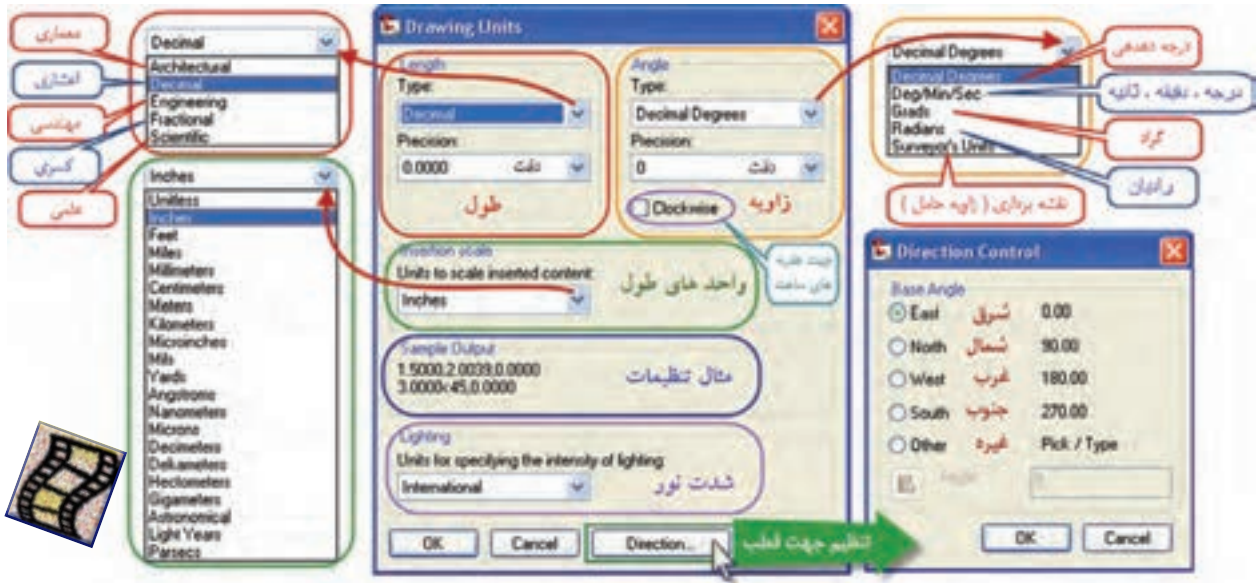 معماری
اعشاری
مهندسی
کسری
علمی
Decimal
Architectural
Decimal
Engineering
Fractional
Scientific
Inches
Unitless
Inches
Feet
Miles
Millimeters
Centimeters
Meters
Kilometers
Microinches
Mils
Yards
Angstroms
Nanometers
Microns
Decimeters
Dekameters
Hectometers
Gigameters
Astronomical
Light Years
Parsecs
Drawing Units
Length
Type:
Decimal
Precision:
0.0000 دقت
طول
Angle
Type:
Decimal Degrees
Precision:
0 دقت
Clockwise زاویه
جهت عقربه
های ساعت
Insertion scale
Units to scale inserted content:
Inches
واحد های طول
Sample Output
1.5000,2.0039,0.0000
3.0000<45,0.0000
مثال تنظیمات
Lighting
Units for specifying the intensity of lighting:
International
شدت نور
OK Cancel Direction...
تنظیم جهت قطب
Decimal Degrees
Decimal Degrees
Deg/Min/Sec
Grads
Radians
Surveyor's Units
درجه دهدهی
درجه ، دقیقه ، ثانیه
گراد
رادیان
نقشه برداری ( زاویه حامل )
Direction Control
Base Angle
East شرق 0.00
North شمال 90.00
West غرب 180.00
South جنوب 270.00
Other غیره Pick / Type
Angle:
OK Cancel